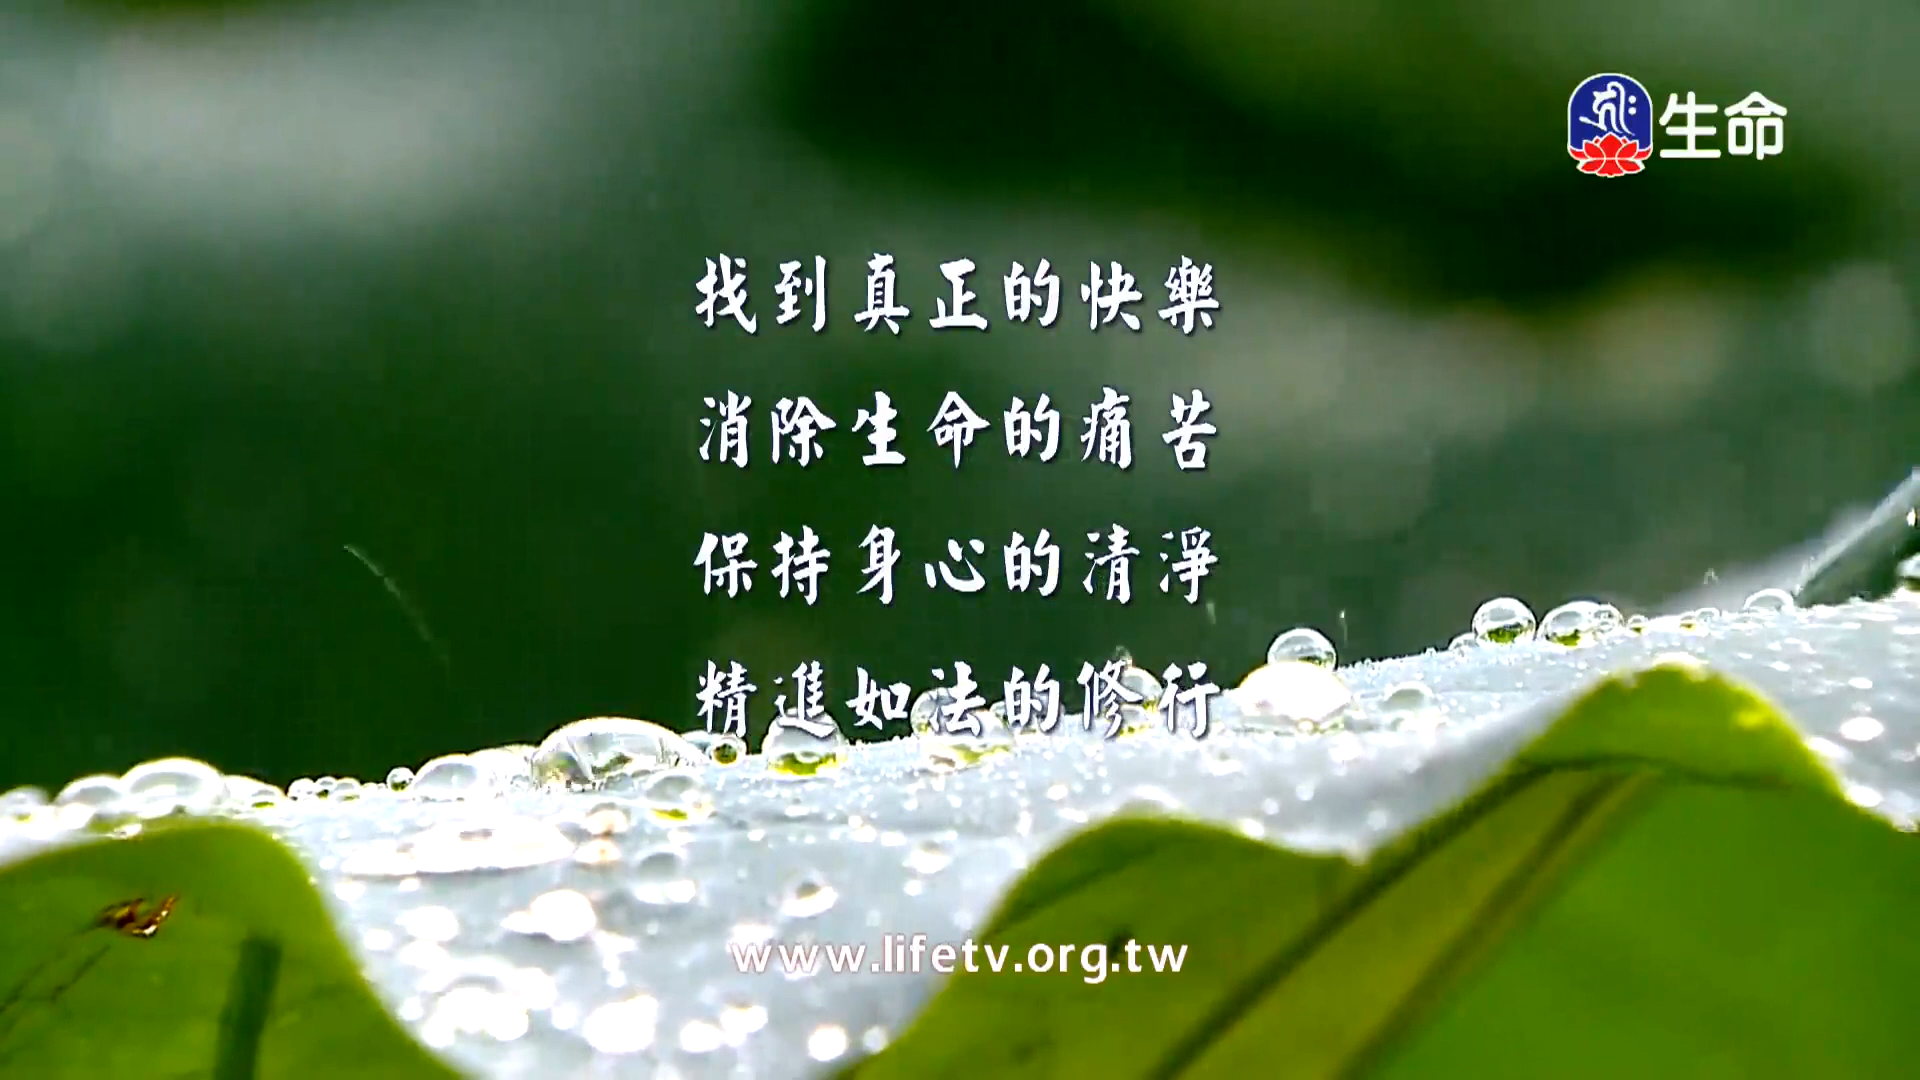 生命
找到真正的快樂
消除生命的痛苦
保持身心的清淨
精進如法的修行
www.lifetv.org.tw